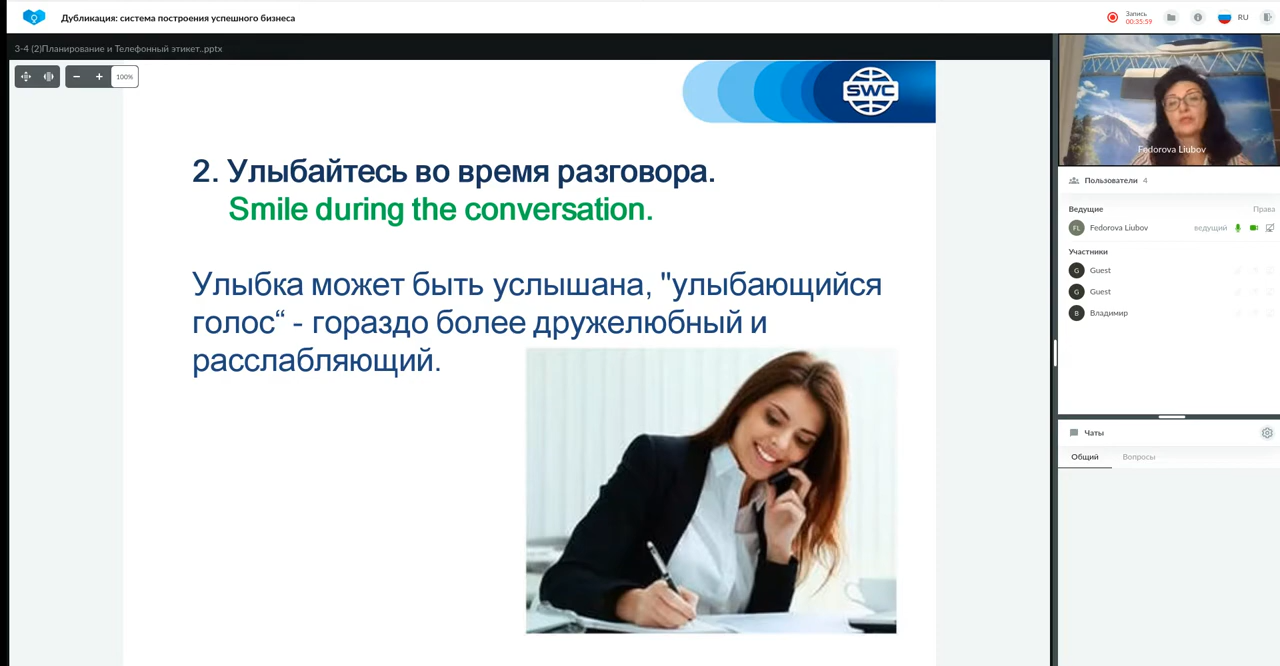 Дубликация: система построения успешного бизнеса
Запись
00:35:59
RU
3-4 (2)Планирование и Телефонный этикет..pptx
100%
SWC
2. Улыбайтесь во время разговора.
Smile during the conversation.
Улыбка может быть услышана, "улыбающийся
голос“ - гораздо более дружелюбный и
расслабляющий.
Fedorova Liubov
Пользователи 4
Ведущие Права
FL Fedorova Liubov ведущий
Участники
G Guest
G Guest
В Владимир
Чаты
Общий Вопросы